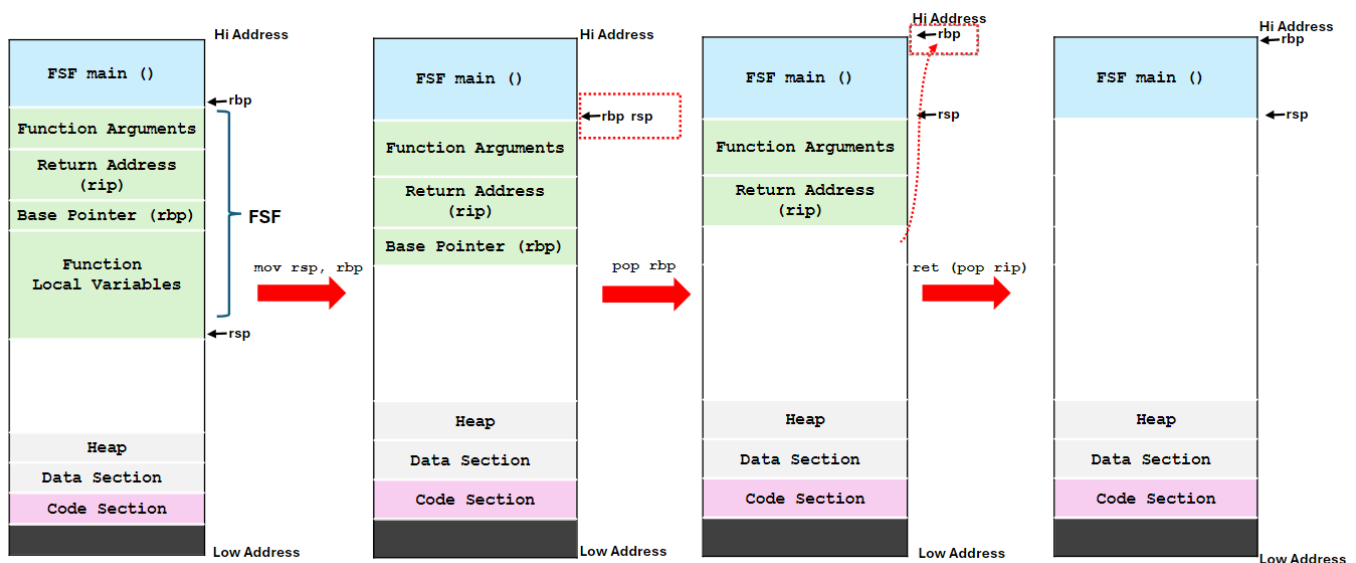 Hi Address
FSF main ()
rbp
Function Arguments
Return Address
(rip)
Base Pointer (rbp)
FSF
Function
Local Variables
rsp
Heap
Data Section
Code Section
Low Address
mov rsp, rbp
Hi Address
FSF main ()
rbp rsp
Function Arguments
Return Address
(rip)
Base Pointer (rbp)
Heap
Data Section
Code Section
Low Address
pop rbp
Hi Address
rbp
FSF main ()
rsp
Function Arguments
Return Address
(rip)
Heap
Data Section
Code Section
Low Address
ret (pop rip)
Hi Address
rbp
FSF main ()
rsp
Heap
Data Section
Code Section
Low Address